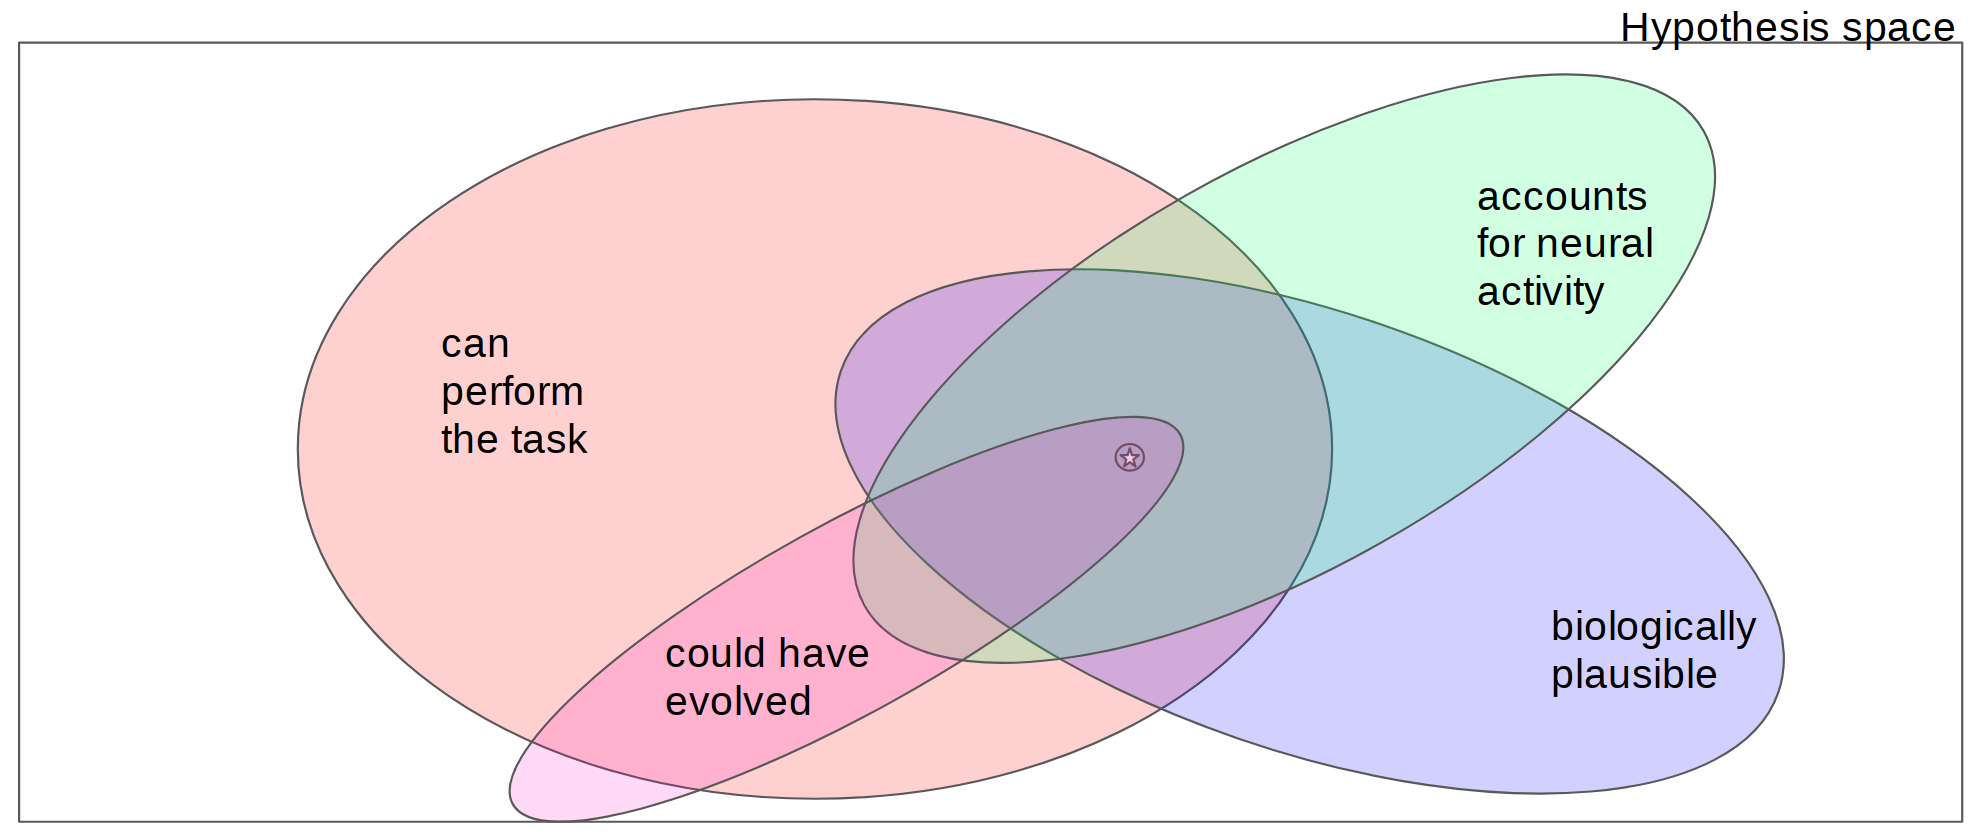 Hypothesis space
accounts
for neural
activity
can
perform
the task
biologically
plausible
could have
evolved